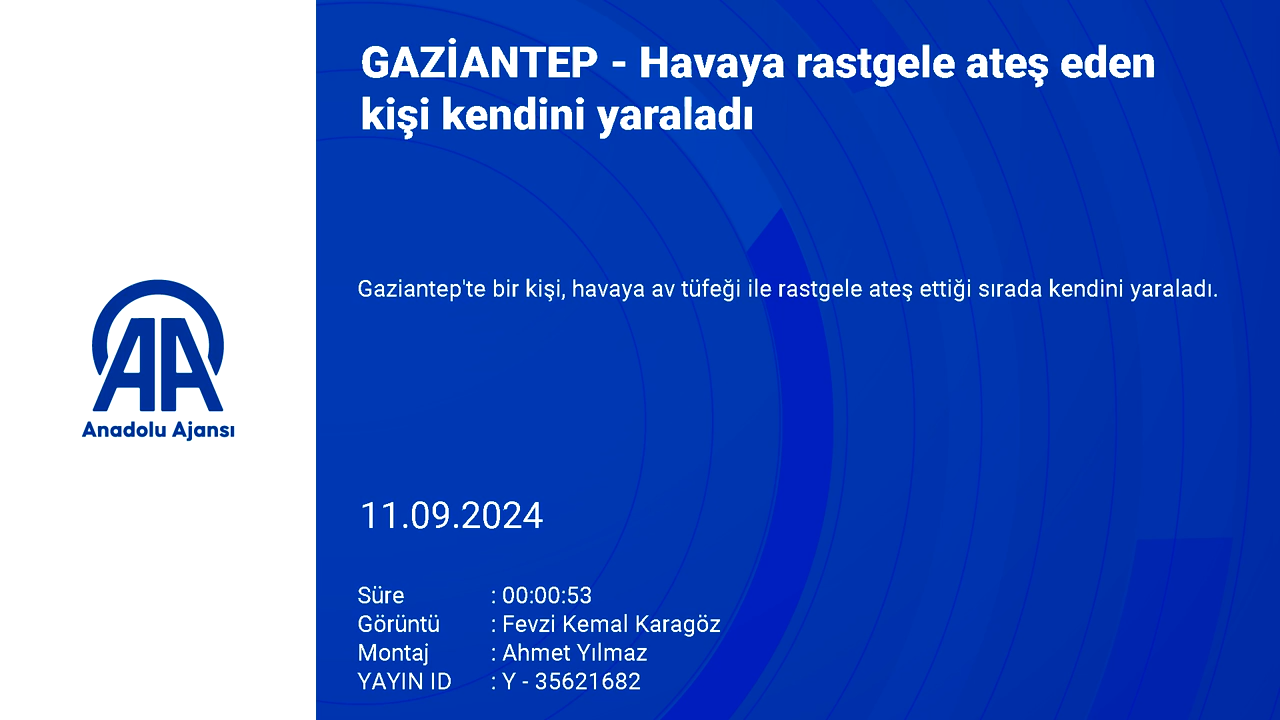 GAZİANTEP - Havaya rastgele ateş eden
kişi kendini yaraladı
Gaziantep'te bir kişi, havaya av tüfeği ile rastgele ateş ettiği sırada kendini yaraladı.
AA
Anadolu Ajansı
11.09.2024
Süre : 00:00:53
Görüntü : Fevzi Kemal Karagöz
Montaj : Ahmet Yılmaz
YAYIN ID : Y - 35621682